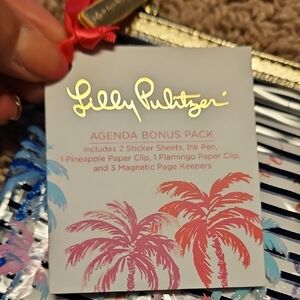 Lilly Pulitzer
AGENDA BONUS PACK
Includes 2 Sticker Sheets, Ink Pen,
1 Pineapple Paper Clip, 1 Flamingo Paper Clip,
and 3 Magnetic Page Keepers